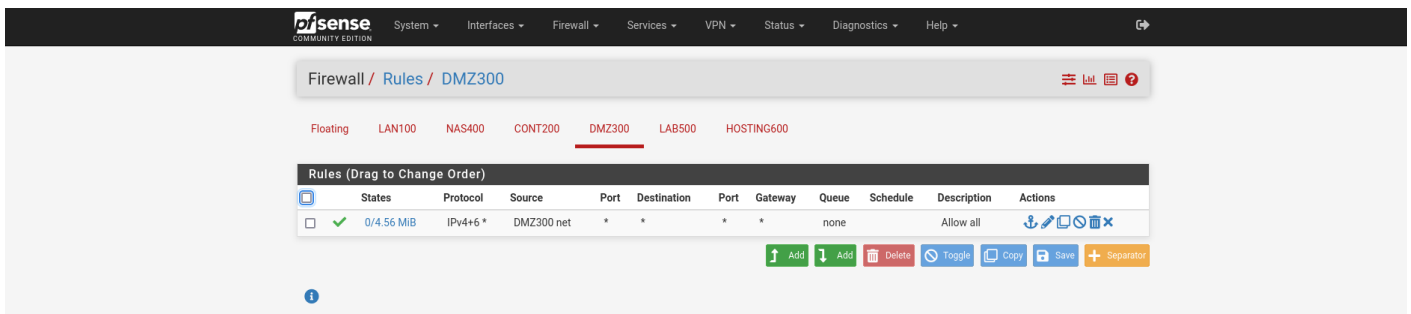 pfsense System Interfaces Firewall Services VPN Status Diagnostics Help
COMMUNITY EDITION
Firewall / Rules / DMZ300
Floating LAN100 NAS400 CONT200 DMZ300 LAB500 HOSTING600
Rules (Drag to Change Order)
States Protocol Source Port Destination Port Gateway Queue Schedule Description Actions
0/4.56 MiB IPv4+6 * DMZ300 net * * * * none Allow all
Add Add Delete Toggle Copy Save Separator